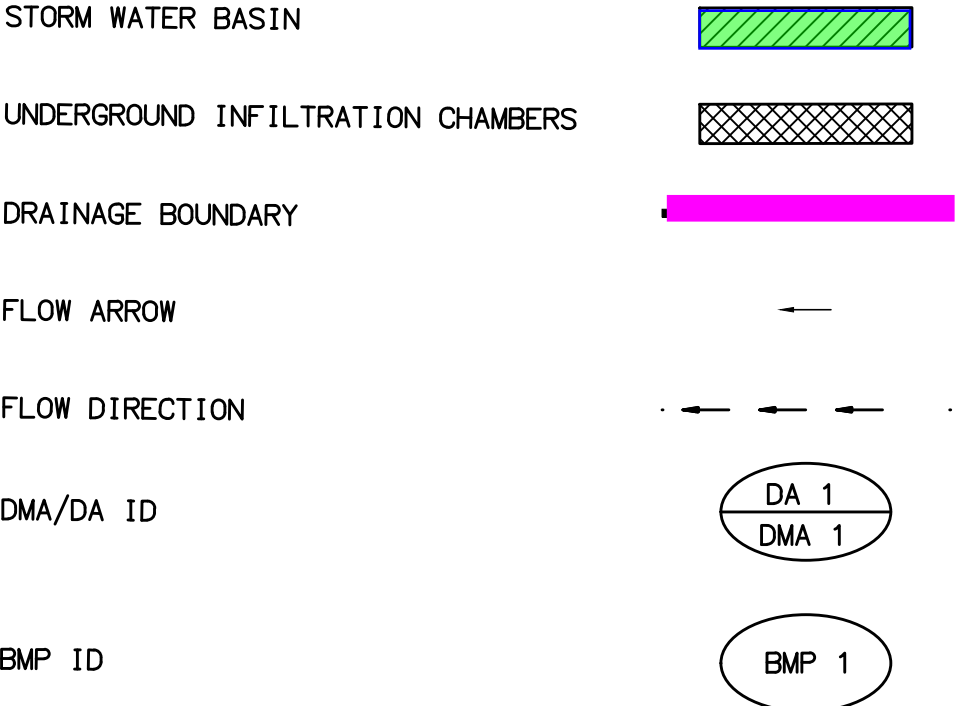 STORM WATER BASIN
UNDERGROUND INFILTRATION CHAMBERS
DRAINAGE BOUNDARY
FLOW ARROW
FLOW DIRECTION
DMA/DA ID
DA 1
DMA 1
BMP ID
BMP 1